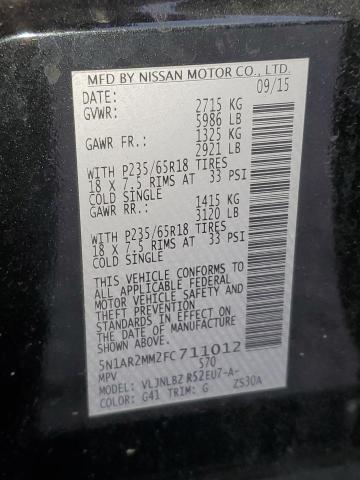 MFD BY NISSAN MOTOR CO., LTD.
DATE: 09/15
GVWR: 2715 KG
5986 LB
GAWR FR: 1325 KG
2921 LB
WITH P235/65R18 TIRES
18 X 7.5 RIMS AT 33 PSI
COLD SINGLE
GAWR RR.: 1415 KG
3120 LB
WITH P235/65R18 TIRES
18 X 7.5 RIMS AT 33 PSI
COLD SINGLE
THIS VEHICLE CONFORMS TO ALL
APPLICABLE U.S. FEDERAL
MOTOR VEHICLE SAFETY AND
THEFT PREVENTION STANDARDS
IN EFFECT ON THE DATE OF
MANUFACTURE SHOWN ABOVE.
5N1AR2MM2FC711012
MPV 570
MODEL: VLJNLBZ RS2EU7-A-
COLOR: G41 TRIM: G ZS30A